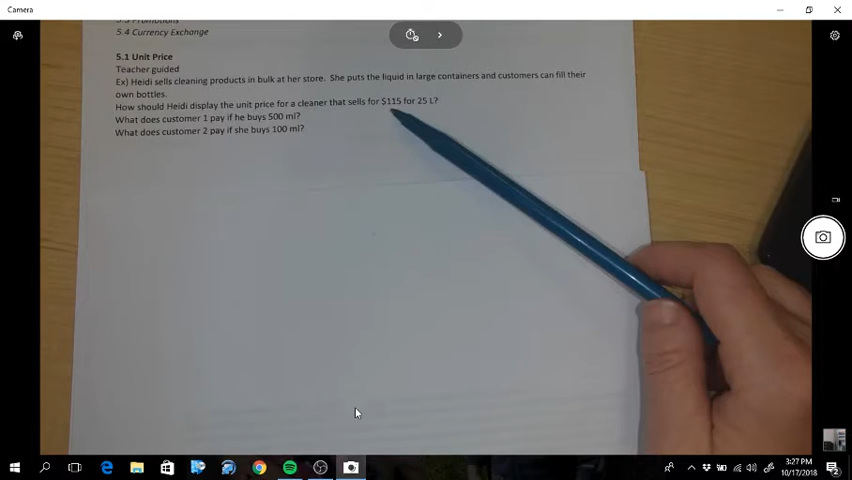 Camera
5.3 Promotions
5.4 Currency Exchange
5.1 Unit Price
Teacher guided
Ex) Heidi sells cleaning products in bulk at her store. She puts the liquid in large containers and customers can fill their
own bottles.
How should Heidi display the unit price for a cleaner that sells for $115 for 25 L?
What does customer 1 pay if he buys 500 ml?
What does customer 2 pay if she buys 100 ml?
3:27 PM
10/17/2018